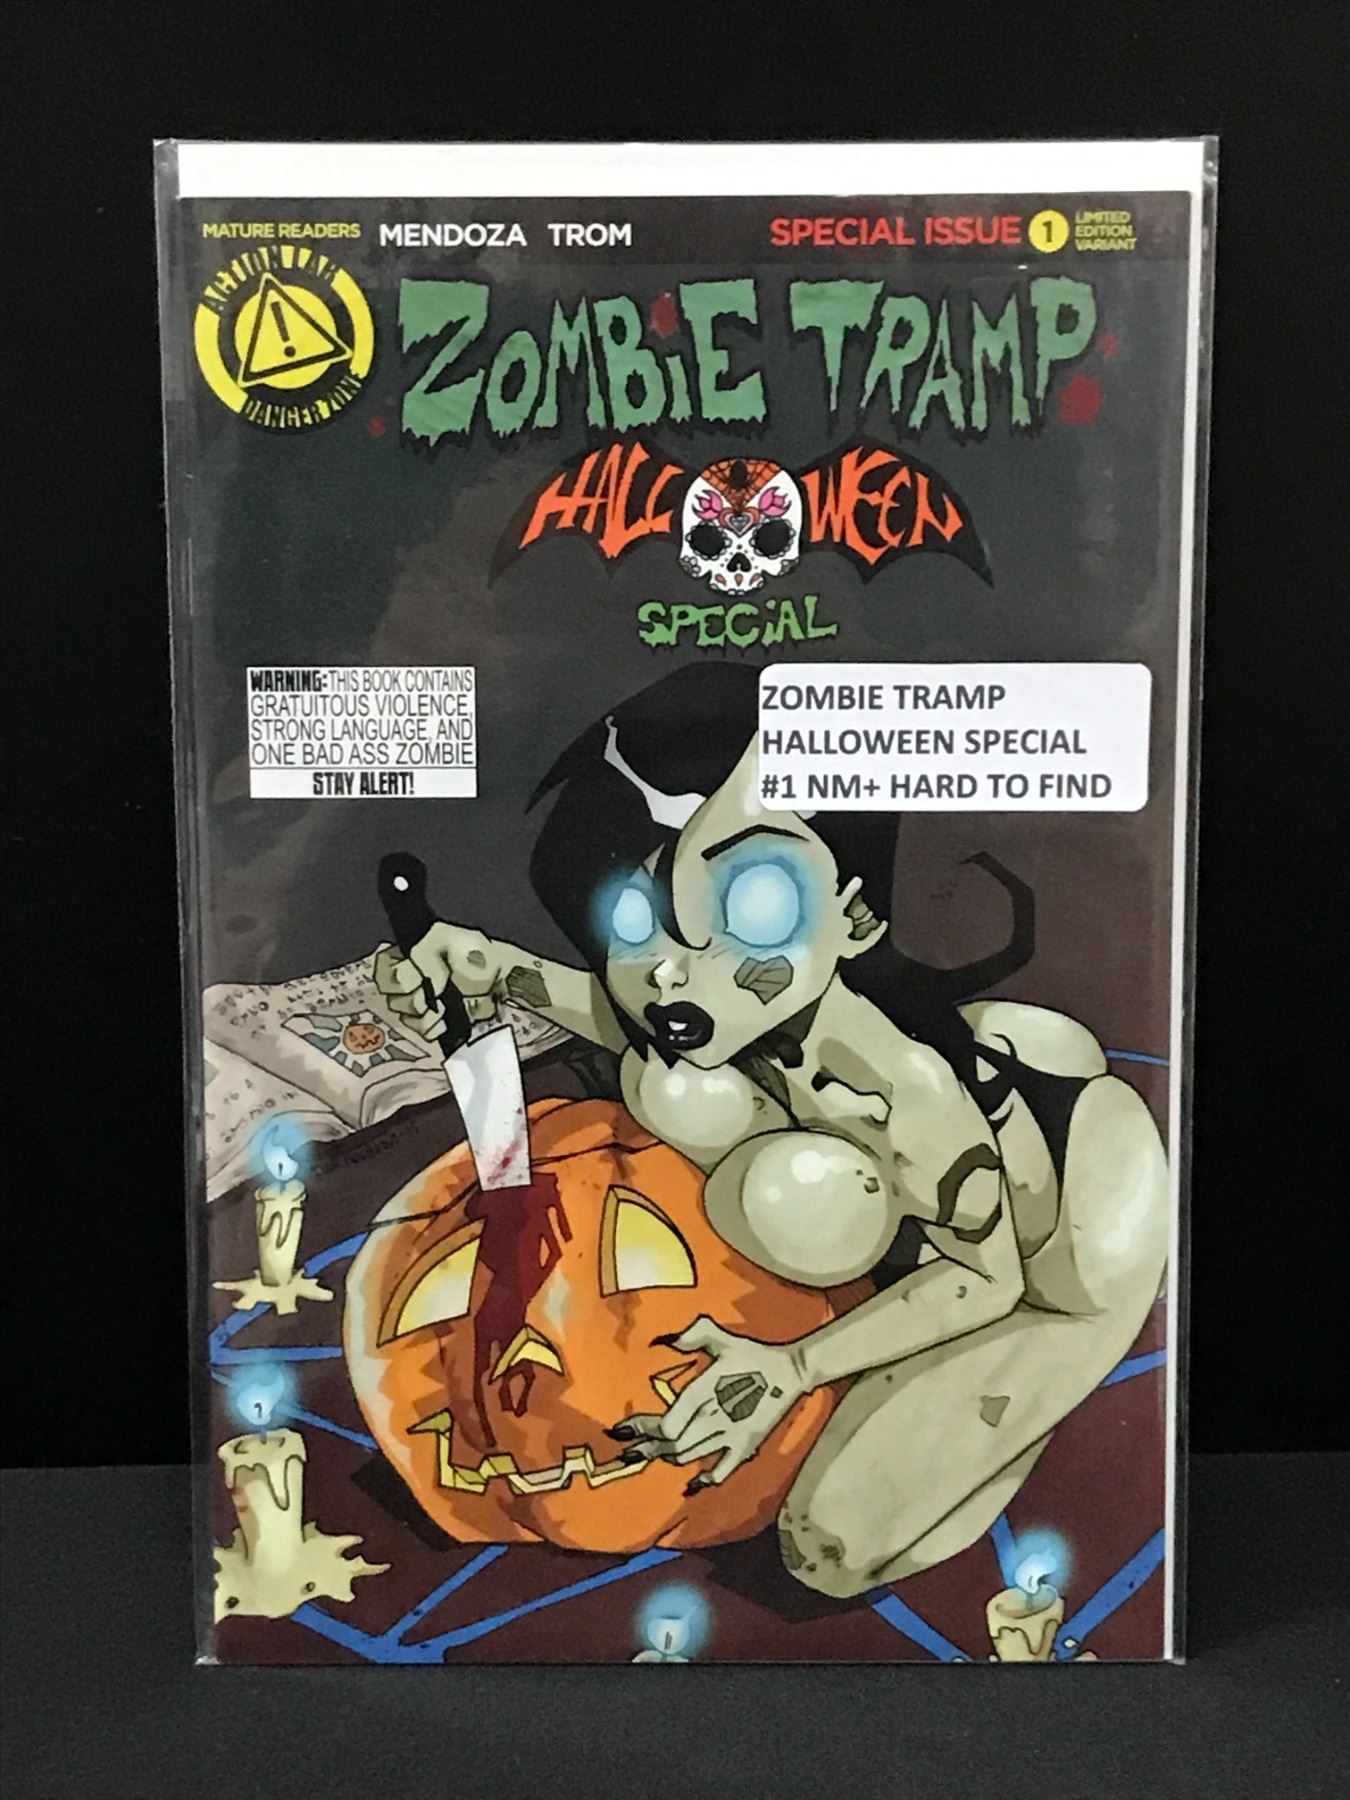 MATURE READERS
MENDOZA TROM
SPECIAL ISSUE 1
LIMITED
EDITION
VARIANT
ACTION LAB
DANGER ZONE
ZOMBiE TRAMP
HALLOWEEN
SPECiAL
WARNING: THIS BOOK CONTAINS
GRATUITOUS VIOLENCE,
STRONG LANGUAGE, AND
ONE BAD ASS ZOMBIE
STAY ALERT!
ZOMBIE TRAMP
HALLOWEEN SPECIAL
#1 NM+ HARD TO FIND